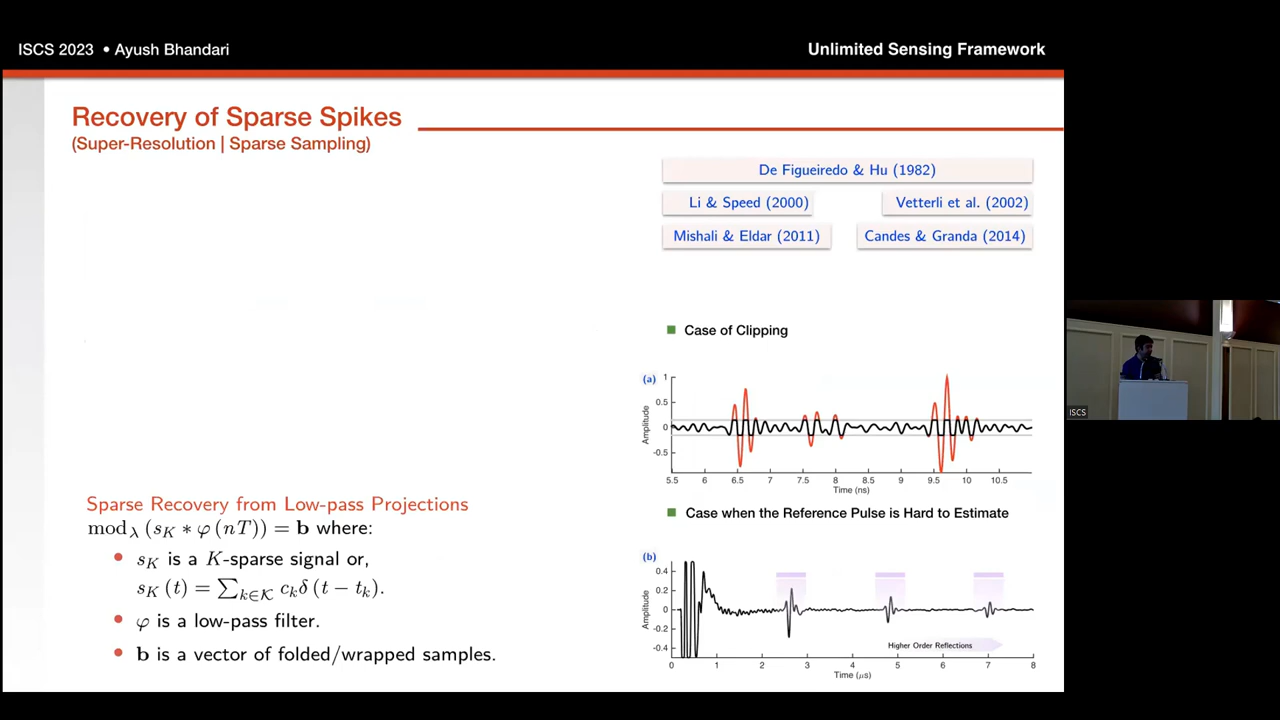 ISCS 2023 • Ayush Bhandari
Unlimited Sensing Framework
Recovery of Sparse Spikes
(Super-Resolution | Sparse Sampling)
De Figueiredo & Hu (1982)
Li & Speed (2000)
Vetterli et al. (2002)
Mishali & Eldar (2011)
Candes & Granda (2014)
Case of Clipping
(a)
1
0.5
0
-0.5
Amplitude
5.5 6 6.5 7 7.5 8 8.5 9 9.5 10 10.5
Time (ns)
Sparse Recovery from Low-pass Projections
mod_λ (s_K ∗ φ (nT)) = b where:
s_K is a K-sparse signal or,
s_K (t) = ∑_{k∈𝒦} c_k δ (t − t_k).
φ is a low-pass filter.
b is a vector of folded/wrapped samples.
Case when the Reference Pulse is Hard to Estimate
(b)
0.4
0.2
0
-0.2
-0.4
Amplitude
Higher Order Reflections
0 1 2 3 4 5 6 7 8
Time (μs)
ISCS